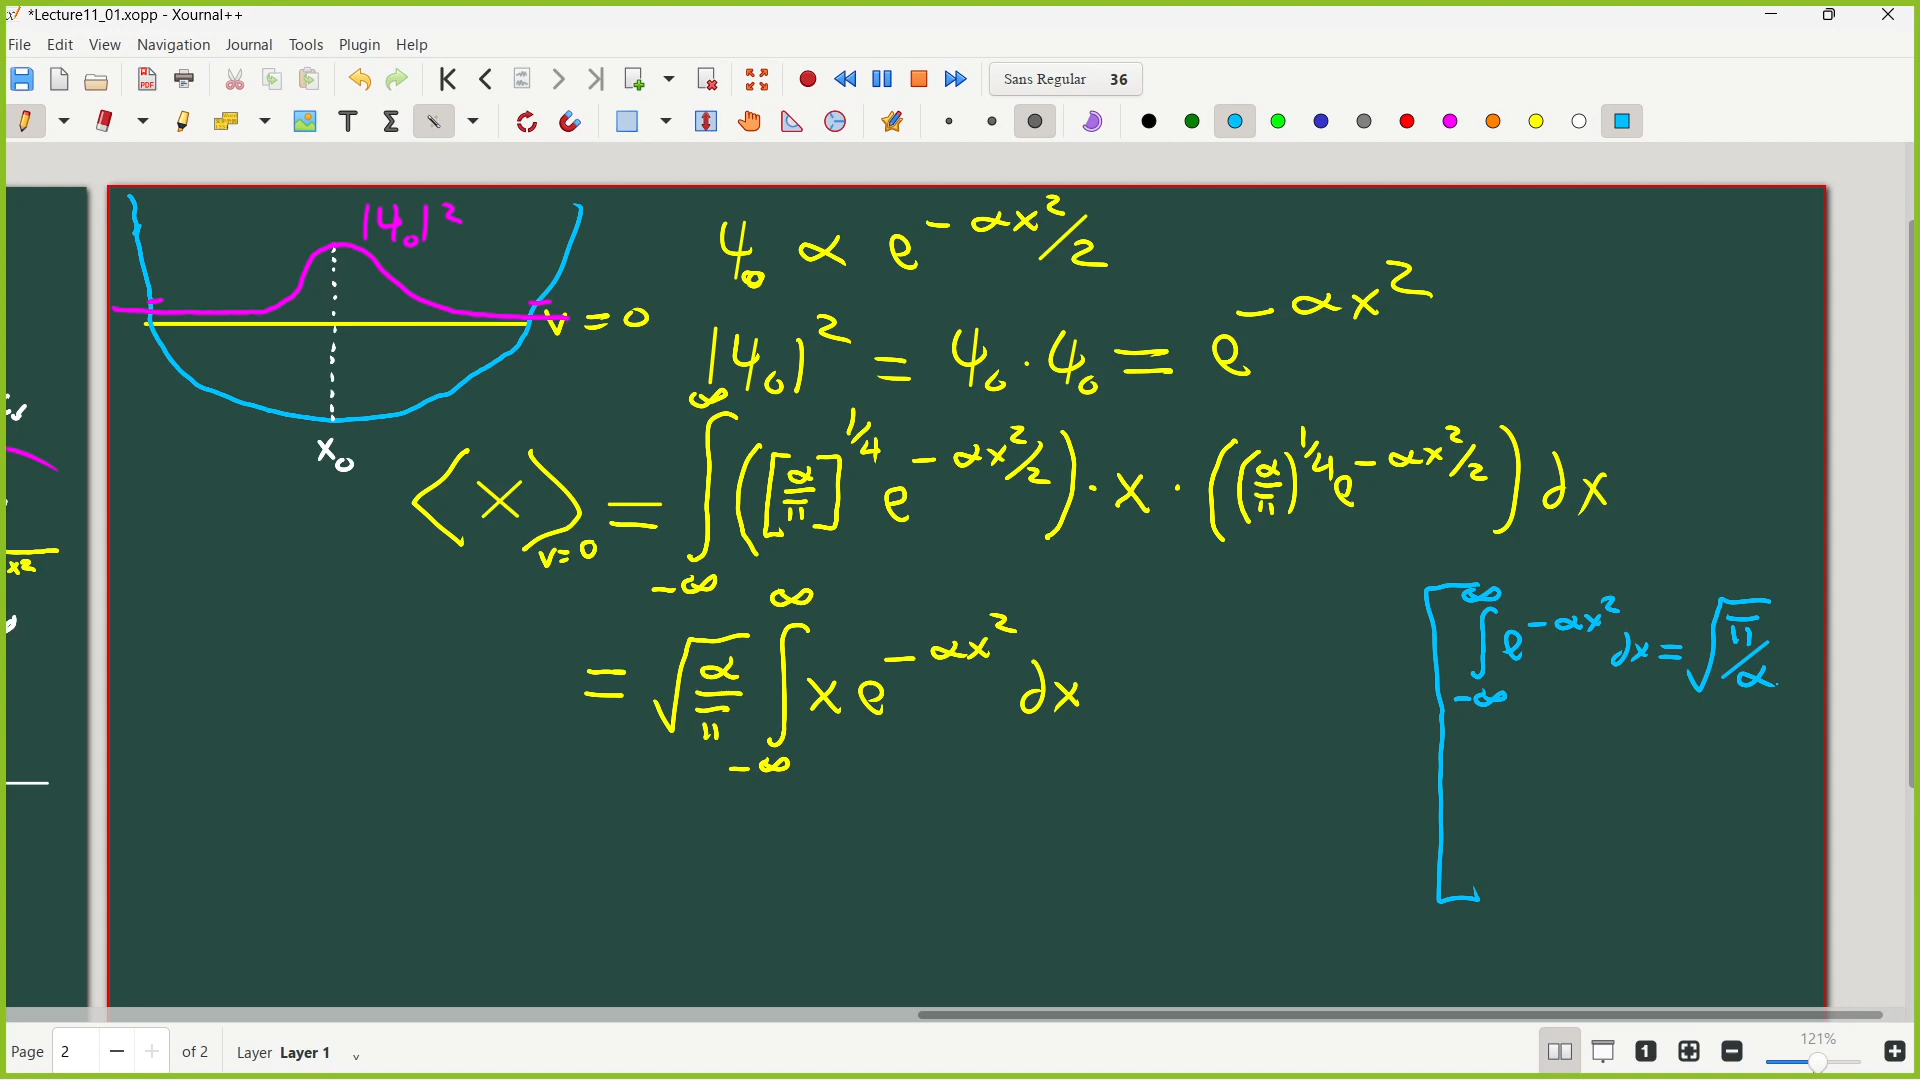 *Lecture11_01.xopp - Xournal++
File Edit View Navigation Journal Tools Plugin Help
Sans Regular 36
|ψ₀|²
v = 0
x₀
ψ₀ ∝ e^(-αx²/2)
|ψ₀|² = ψ₀ · ψ₀ = e^(-αx²)
⟨x⟩_(v=0) = ∫_(-∞)^(∞) ([α/π]^(1/4) e^(-αx²/2)) · x · ((α/π)^(1/4) e^(-αx²/2)) dx
= √(α/π) ∫_(-∞)^(∞) x e^(-αx²) dx
[ ∫_(-∞)^(∞) e^(-αx²) dx = √(π/α)
x²
Page 2 of 2 Layer Layer 1
121%